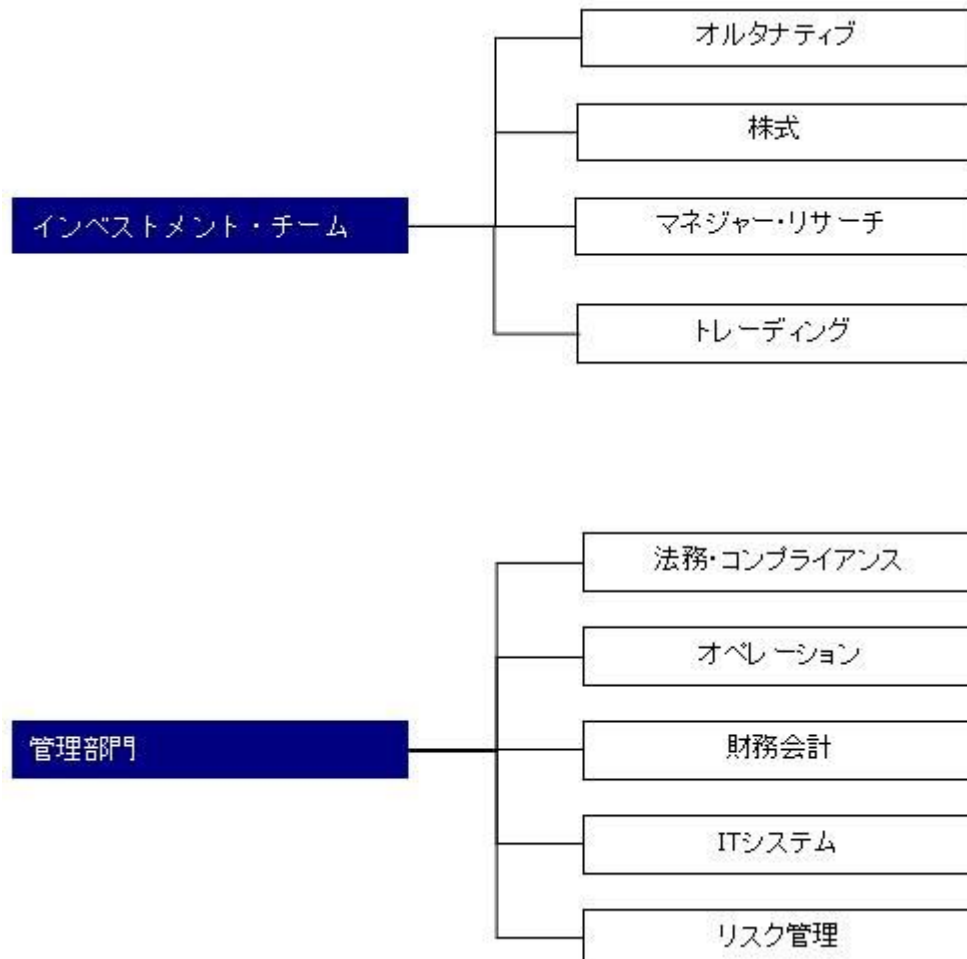 オルタナティブ
株式
インベストメント・チーム
マネジャー・リサーチ
トレーディング
法務・コンプライアンス
オペレーション
管理部門
財務会計
ITシステム
リスク管理